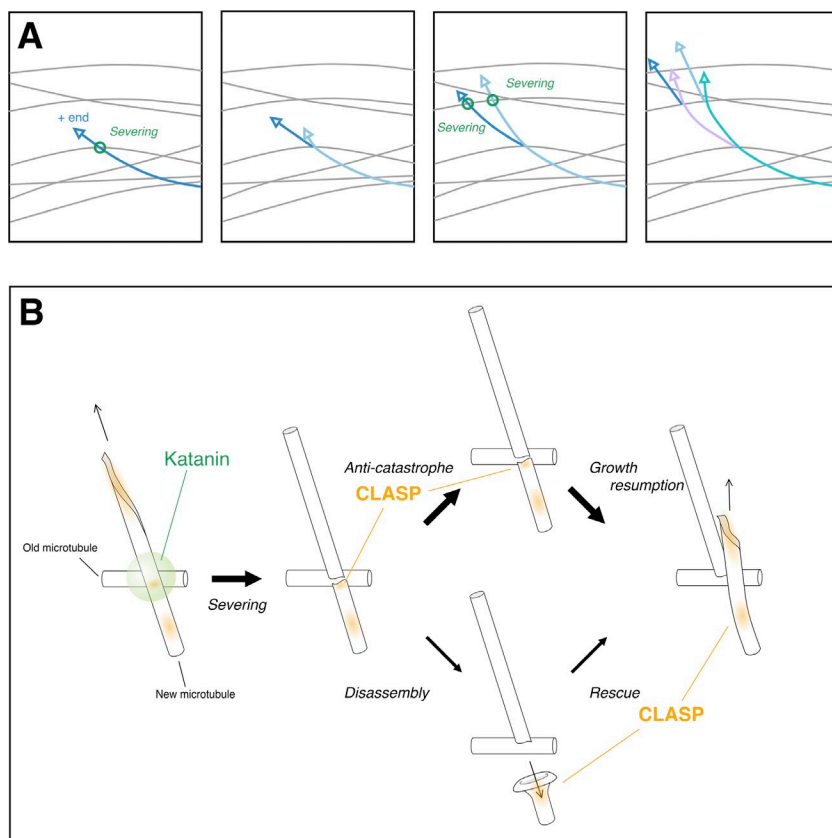 A
+ end
Severing
Severing
Severing
B
Katanin
Old microtubule
New microtubule
Severing
Anti-catastrophe
CLASP
Growth
resumption
Disassembly
Rescue
CLASP